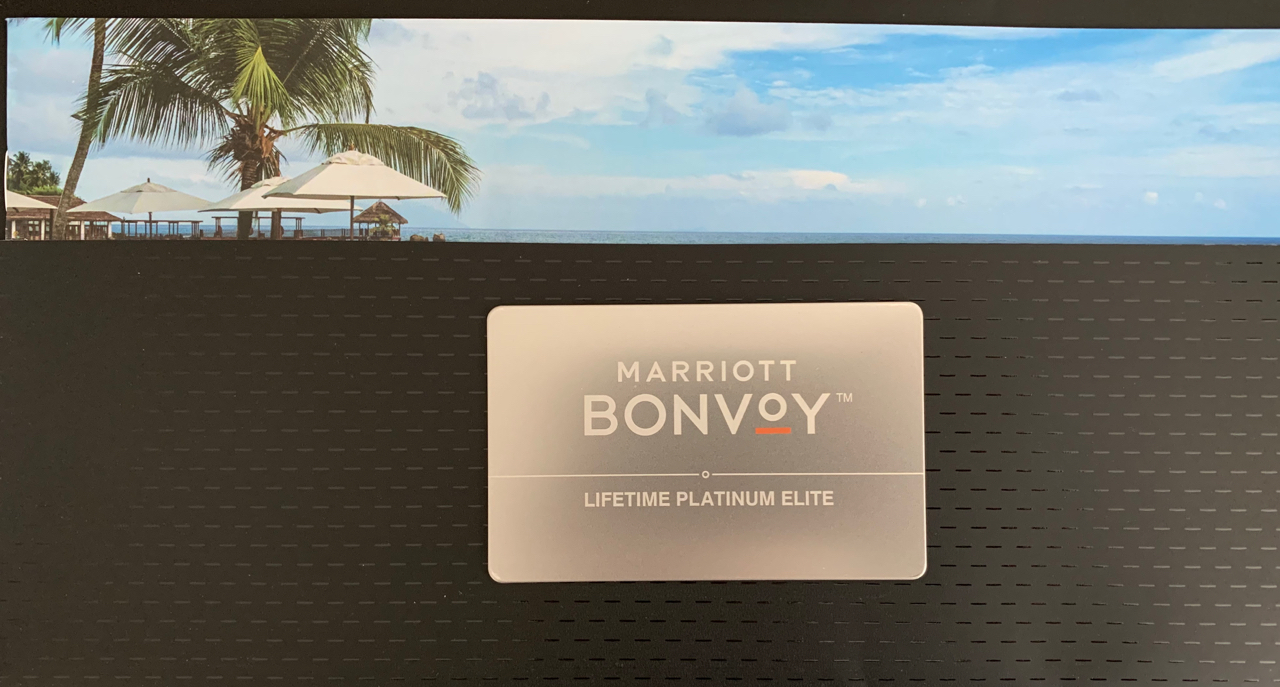 MARRIOTT
BONVOY™
LIFETIME PLATINUM ELITE